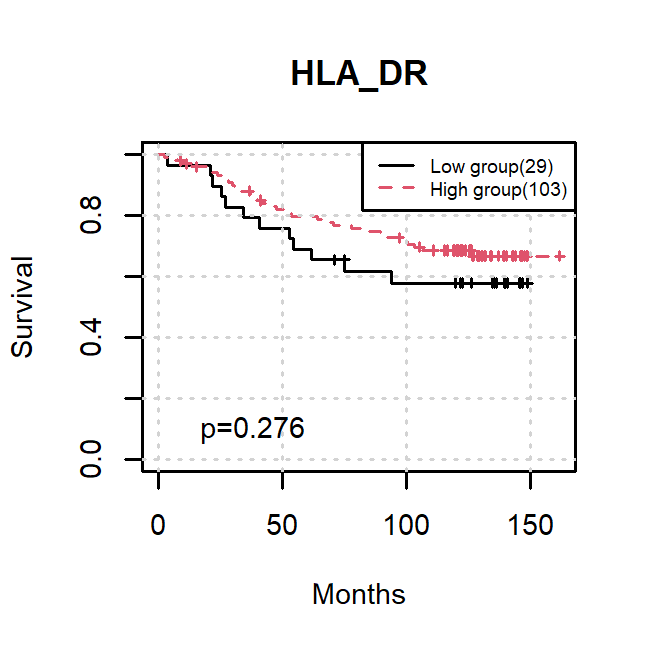 HLA_DR
Low group(29)
High group(103)
Survival
0.8
0.4
0.0
p=0.276
0 50 100 150
Months